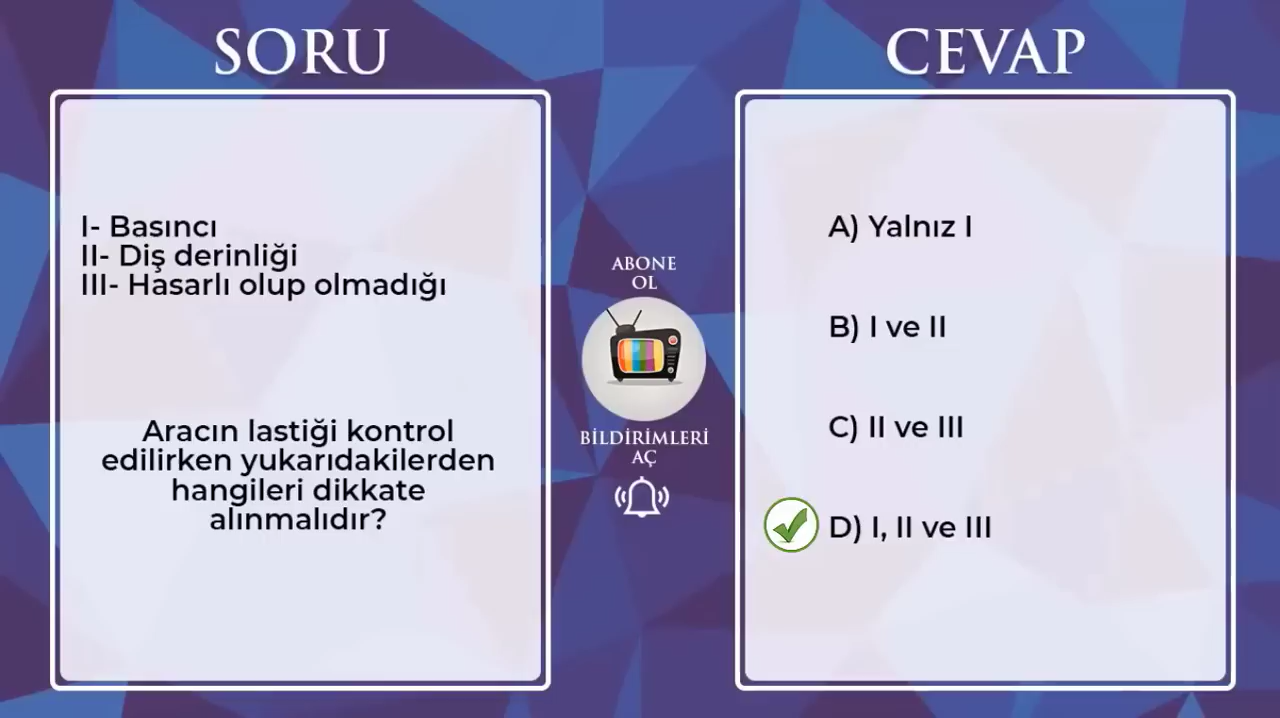 SORU
I- Basıncı
II- Diş derinliği
III- Hasarlı olup olmadığı
Aracın lastiği kontrol
edilirken yukarıdakilerden
hangileri dikkate
alınmalıdır?
ABONE
OL
BİLDİRİMLERİ
AÇ
CEVAP
A) Yalnız I
B) I ve II
C) II ve III
D) I, II ve III